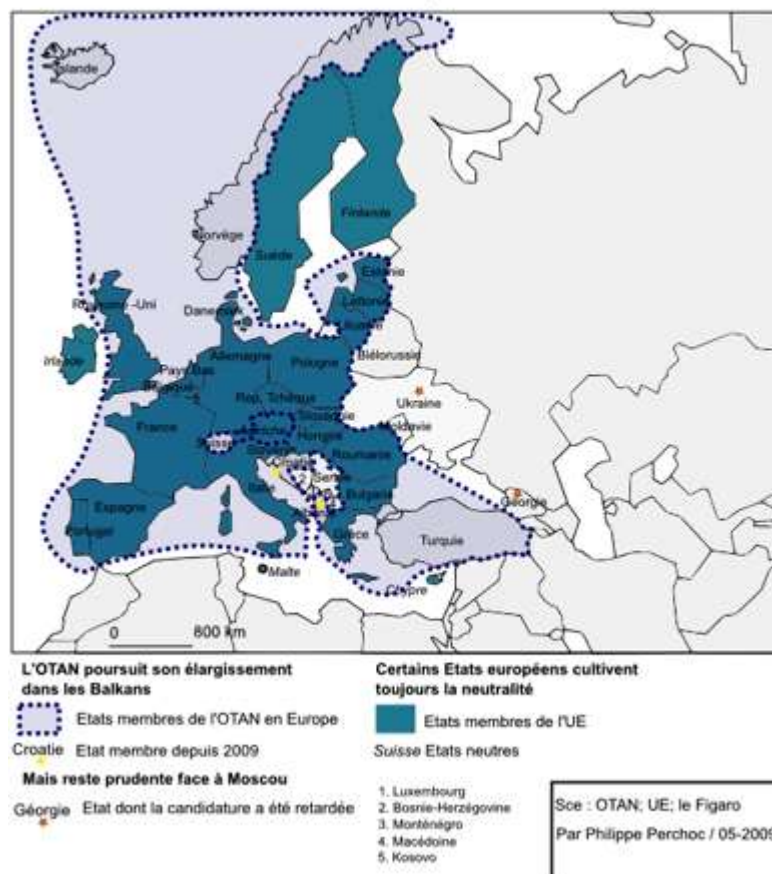 Islande
Norvège
Finlande
Suède
Estonie
Lettonie
Royaume-Uni
Danemark
Irlande
Pays-Bas
Allemagne
Pologne
Biélorussie
Belgique
Rep. Tchèque
Ukraine
Slovaquie
Moldavie
France
Suisse
Autriche
Hongrie
Roumanie
Croatie
Serbie
Italie
Bulgarie
Géorgie
Espagne
Portugal
Grèce
Turquie
Malte
Chypre
0 800 km
L'OTAN poursuit son élargissement
dans les Balkans
Etats membres de l'OTAN en Europe
Croatie Etat membre depuis 2009
Mais reste prudente face à Moscou
Géorgie Etat dont la candidature a été retardée
Certains Etats européens cultivent
toujours la neutralité
Etats membres de l'UE
Suisse Etats neutres
1. Luxembourg
2. Bosnie-Herzégovine
3. Monténégro
4. Macédoine
5. Kosovo
Sce : OTAN; UE; le Figaro
Par Philippe Perchoc / 05-2009